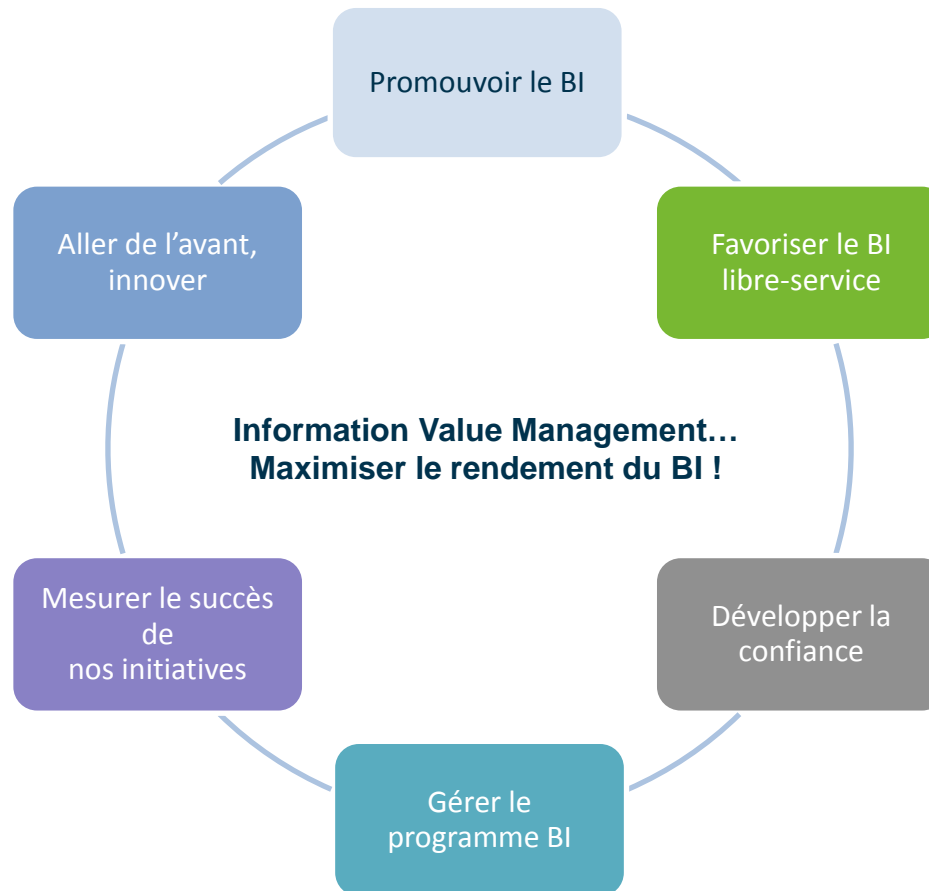 Promouvoir le BI
Favoriser le BI
libre-service
Développer la
confiance
Gérer le
programme BI
Mesurer le succès
de
nos initiatives
Aller de l’avant,
innover
Information Value Management…
Maximiser le rendement du BI !